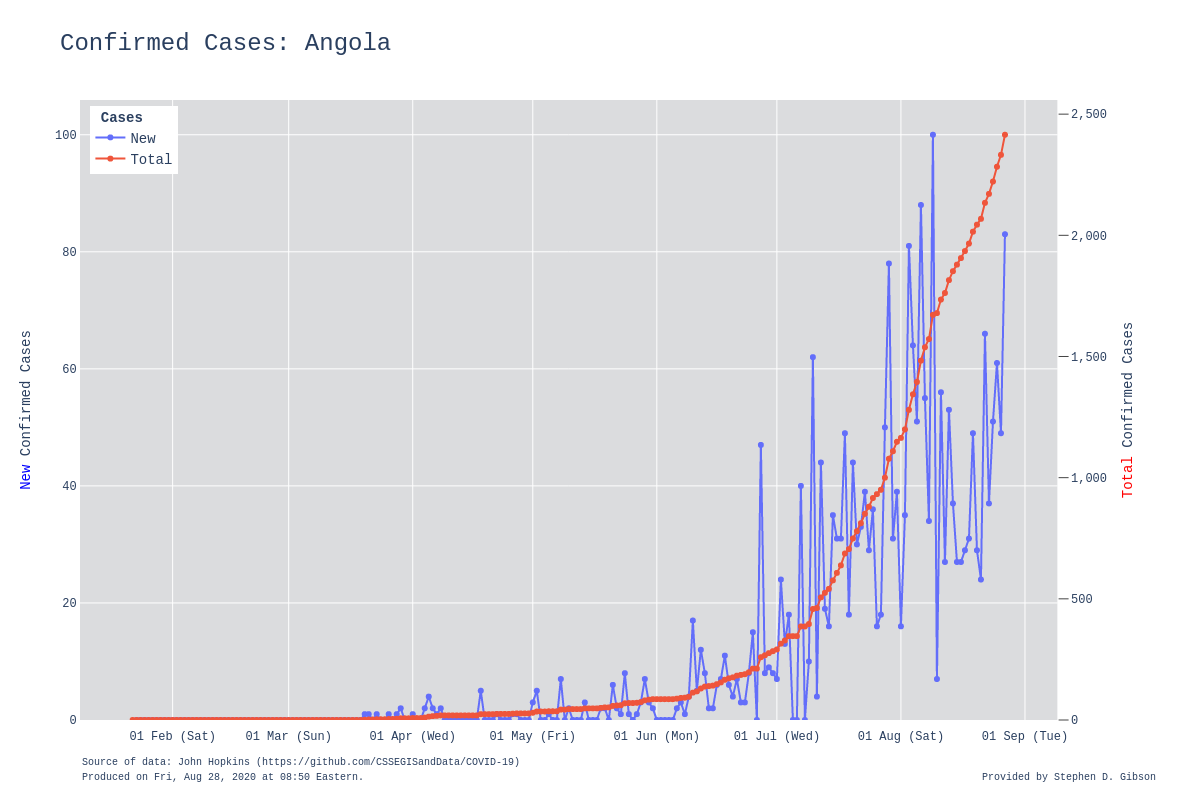 Confirmed Cases: Angola
Cases
New
Total
100
80
60
40
20
0
2,500
2,000
1,500
1,000
500
0
New Confirmed Cases
Total Confirmed Cases
01 Feb (Sat)
01 Mar (Sun)
01 Apr (Wed)
01 May (Fri)
01 Jun (Mon)
01 Jul (Wed)
01 Aug (Sat)
01 Sep (Tue)
Source of data: John Hopkins (https://github.com/CSSEGISandData/COVID-19)
Produced on Fri, Aug 28, 2020 at 08:50 Eastern.
Provided by Stephen D. Gibson